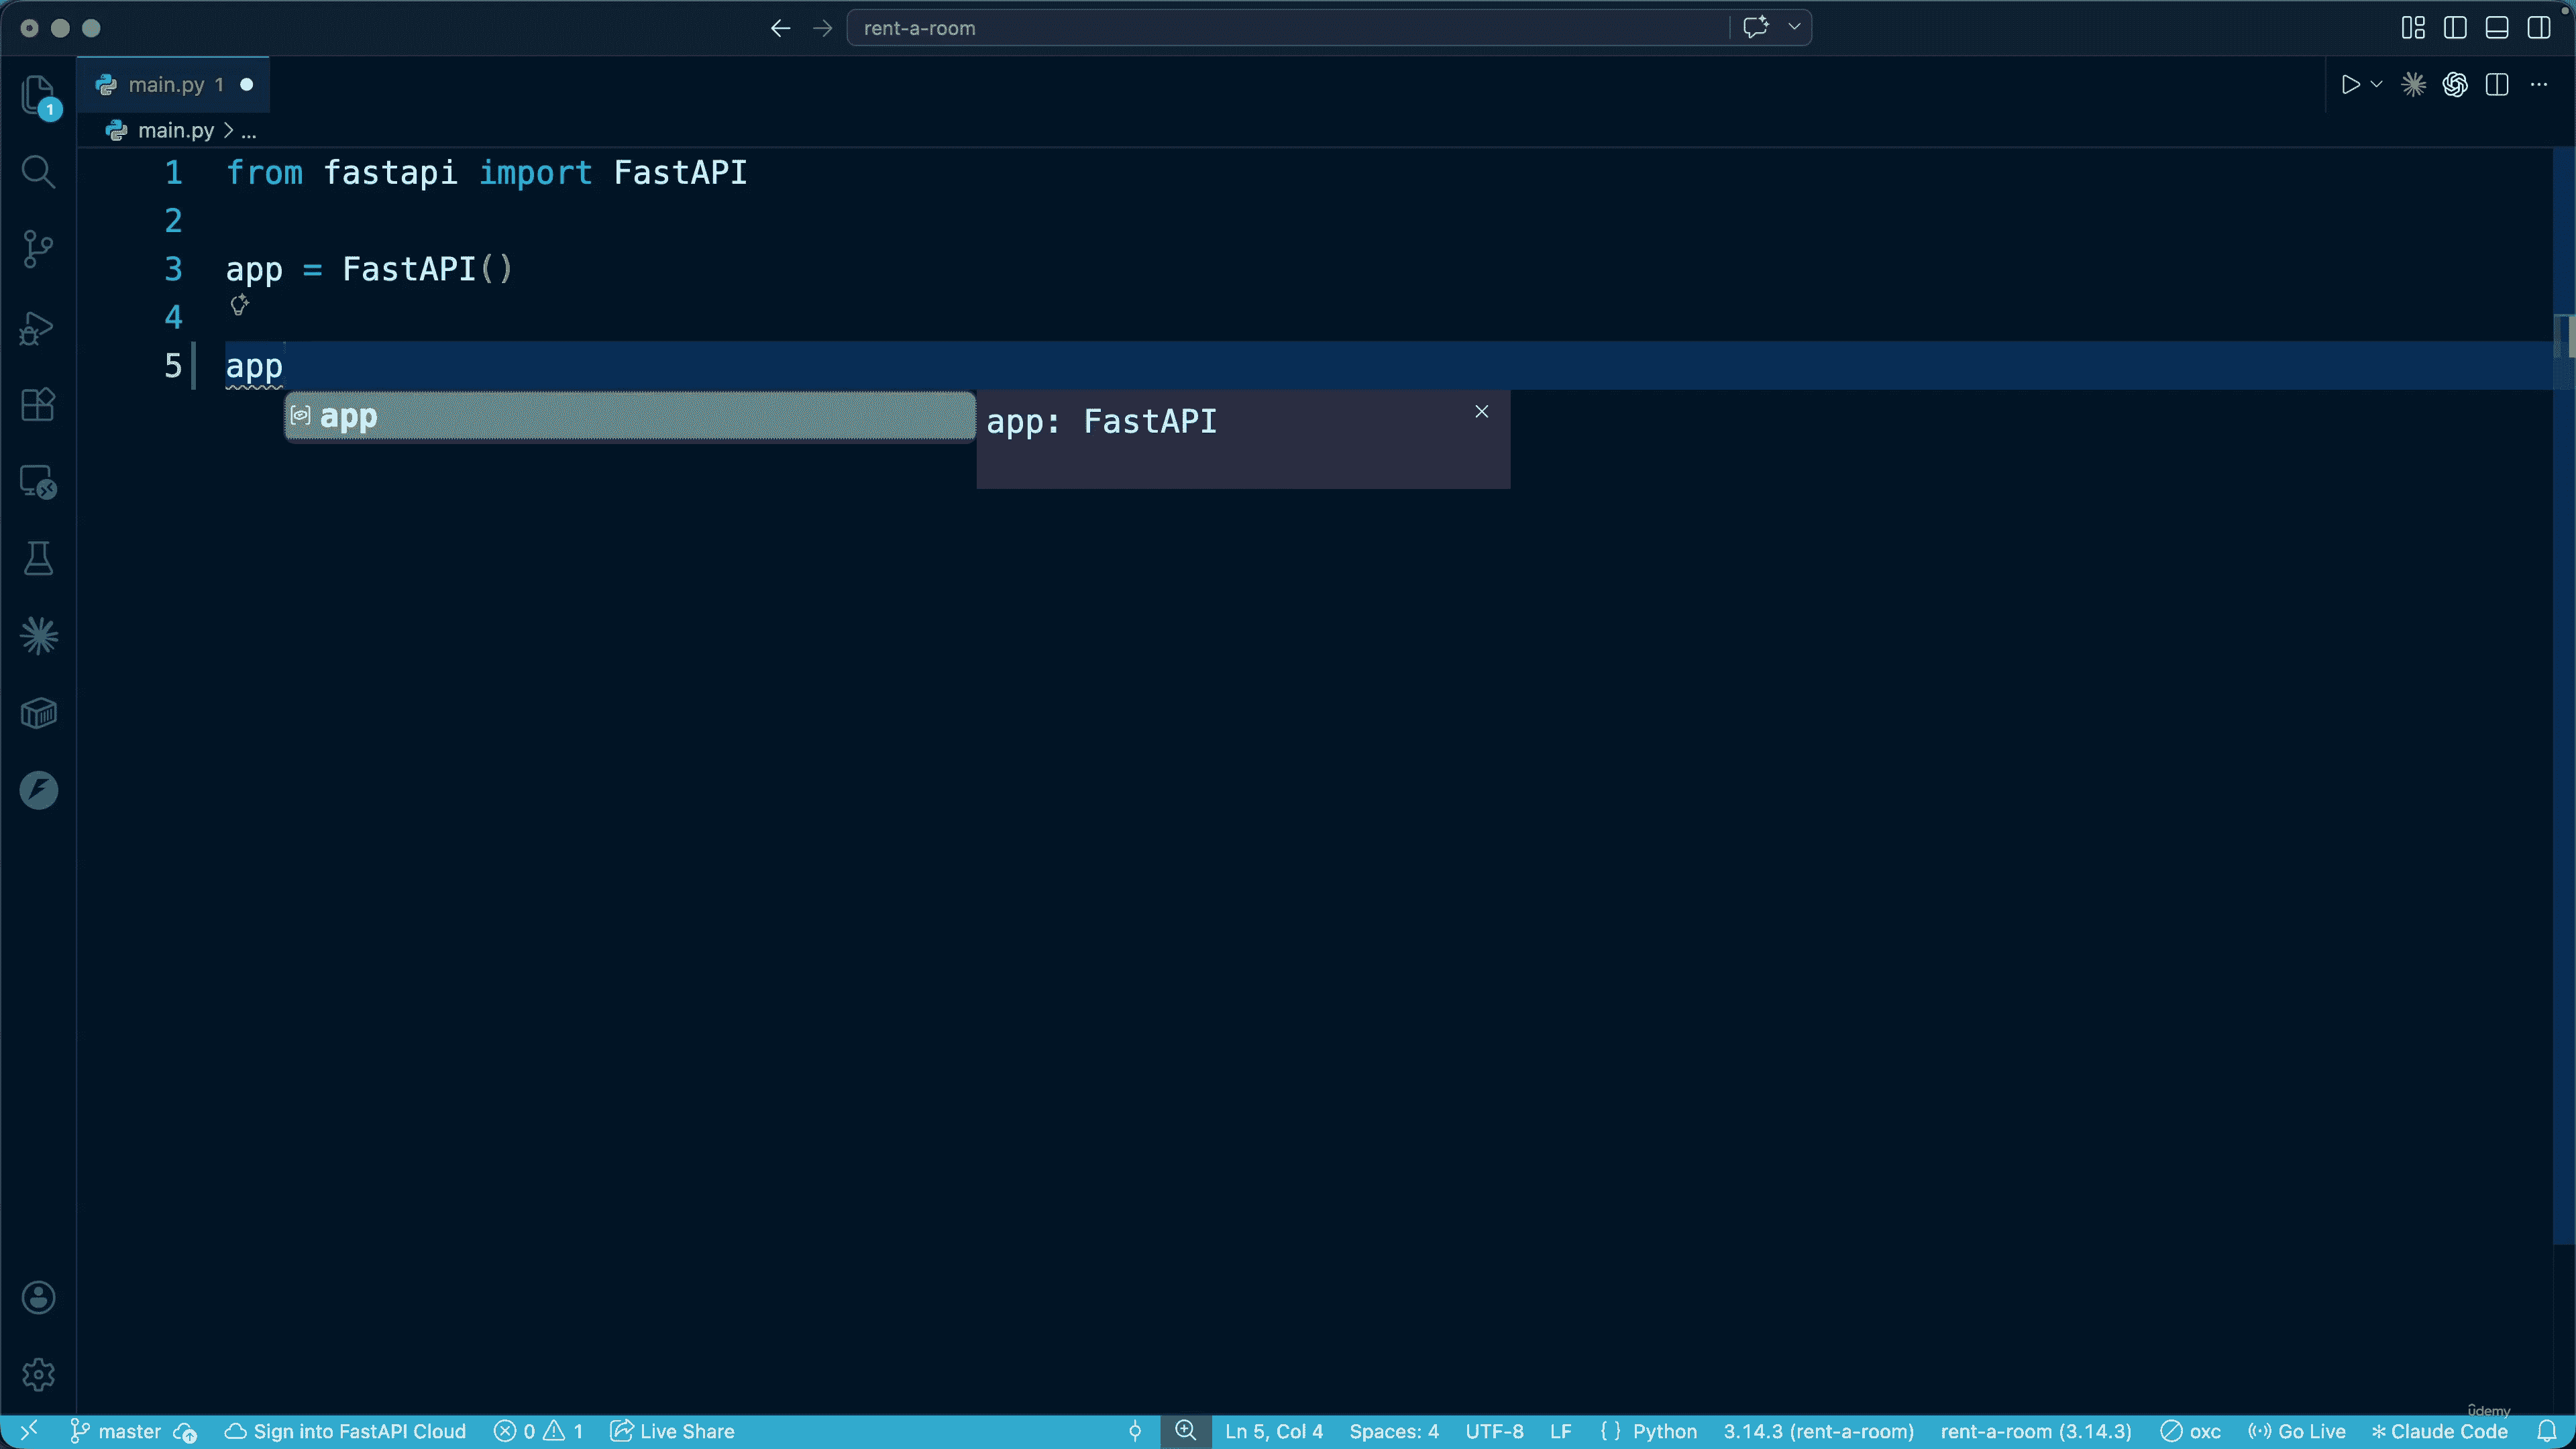 rent-a-room
main.py 1
1
main.py > ...
1 from fastapi import FastAPI
2
3 app = FastAPI()
4
5 app
app
app: FastAPI
ûdemy
master Sign into FastAPI Cloud 0 1 Live Share Ln 5, Col 4 Spaces: 4 UTF-8 LF { } Python 3.14.3 (rent-a-room) rent-a-room (3.14.3) oxc Go Live Claude Code